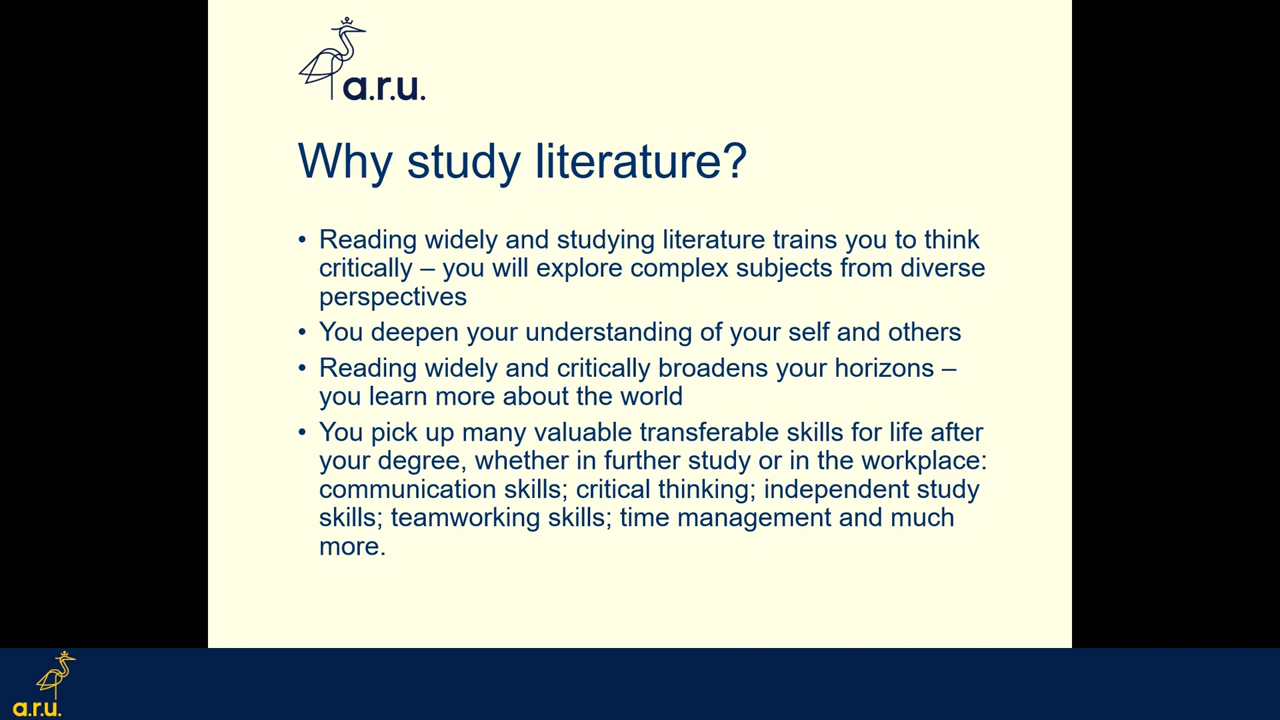 a.r.u.
Why study literature?
• Reading widely and studying literature trains you to think
critically – you will explore complex subjects from diverse
perspectives
• You deepen your understanding of your self and others
• Reading widely and critically broadens your horizons –
you learn more about the world
• You pick up many valuable transferable skills for life after
your degree, whether in further study or in the workplace:
communication skills; critical thinking; independent study
skills; teamworking skills; time management and much
more.
a.r.u.